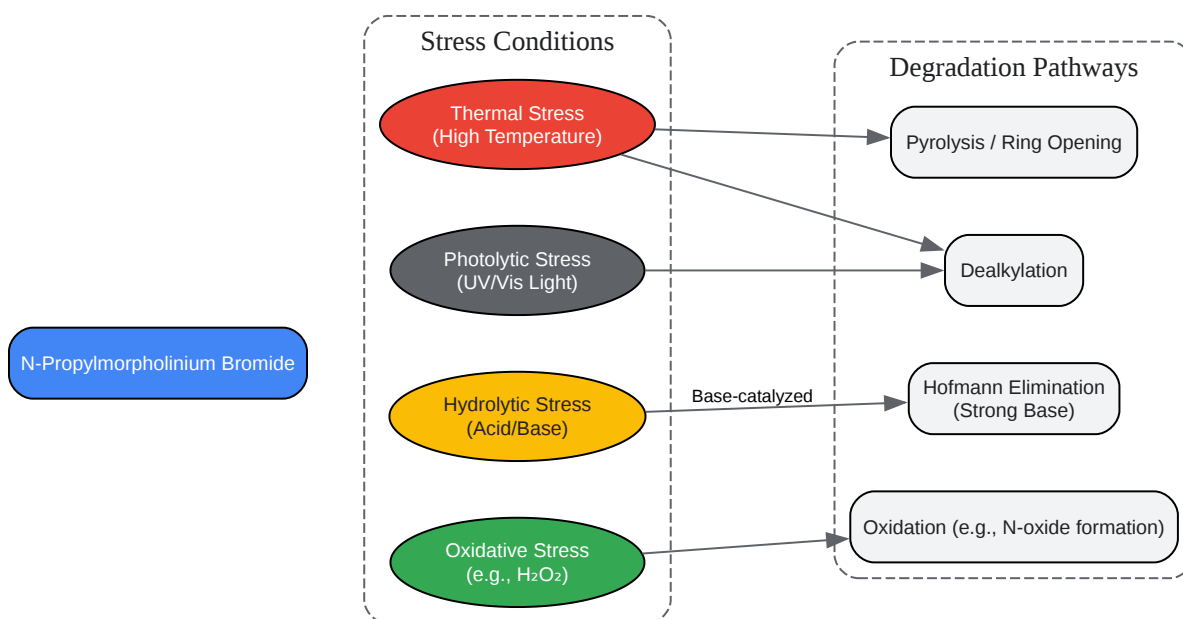 Stress Conditions
Thermal Stress
(High Temperature)
Photolytic Stress
(UV/Vis Light)
Hydrolytic Stress
(Acid/Base)
Oxidative Stress
(e.g., H₂O₂)
N-Propylmorpholinium Bromide
Base-catalyzed
Degradation Pathways
Pyrolysis / Ring Opening
Dealkylation
Hofmann Elimination
(Strong Base)
Oxidation (e.g., N-oxide formation)